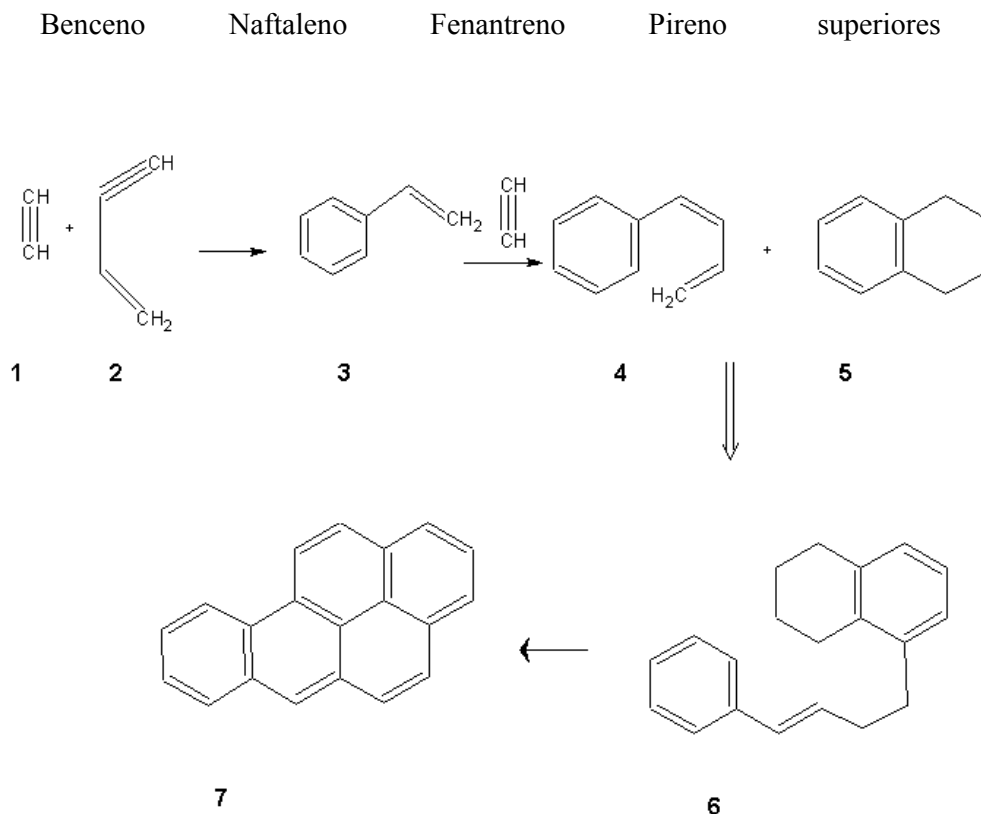 Benceno Naftaleno Fenantreno Pireno superiores
CH
CH
+
CH
CH2
CH2
CH
CH
H2C
+
1 2 3 4 5
7 6